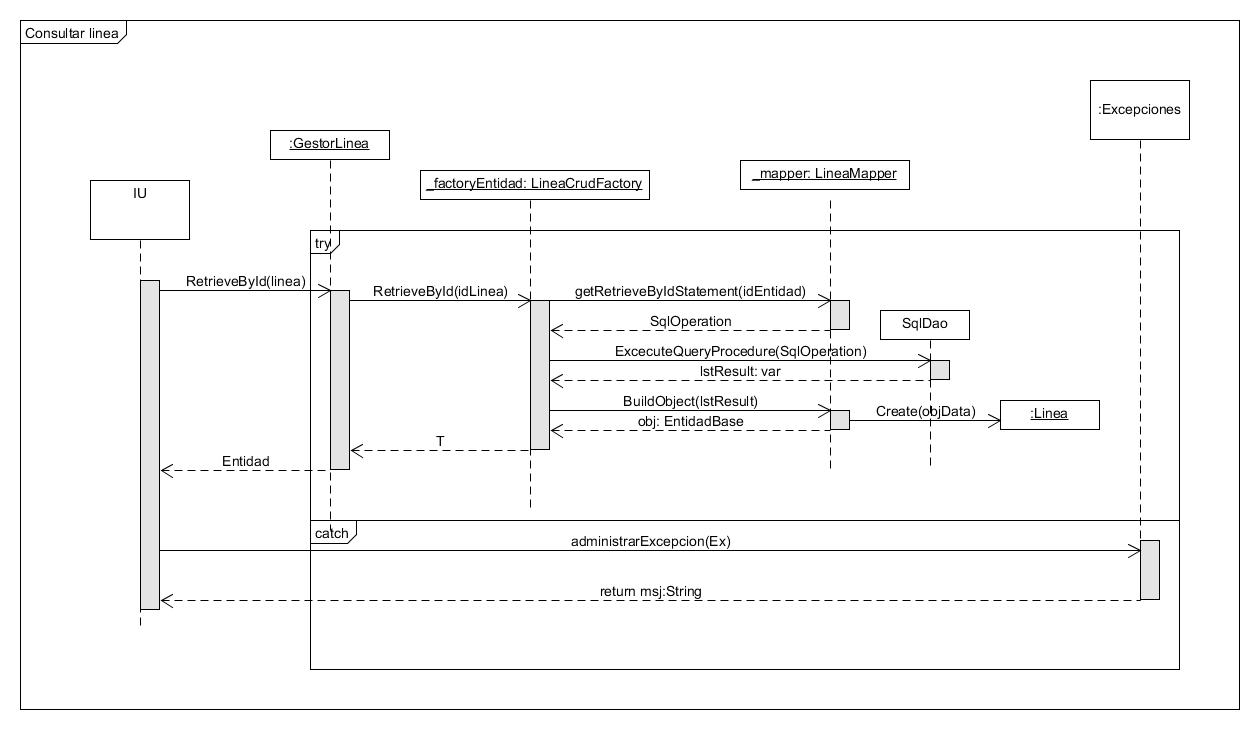 Consultar linea
:Excepciones
:GestorLinea
_mapper: LineaMapper
_factoryEntidad: LineaCrudFactory
IU
try
RetrieveById(linea)
RetrieveById(idLinea)
getRetrieveByIdStatement(idEntidad)
SqlOperation
SqlDao
ExcecuteQueryProcedure(SqlOperation)
lstResult: var
BuildObject(lstResult)
Create(objData)
:Linea
obj: EntidadBase
T
Entidad
catch
administrarExcepcion(Ex)
return msj:String